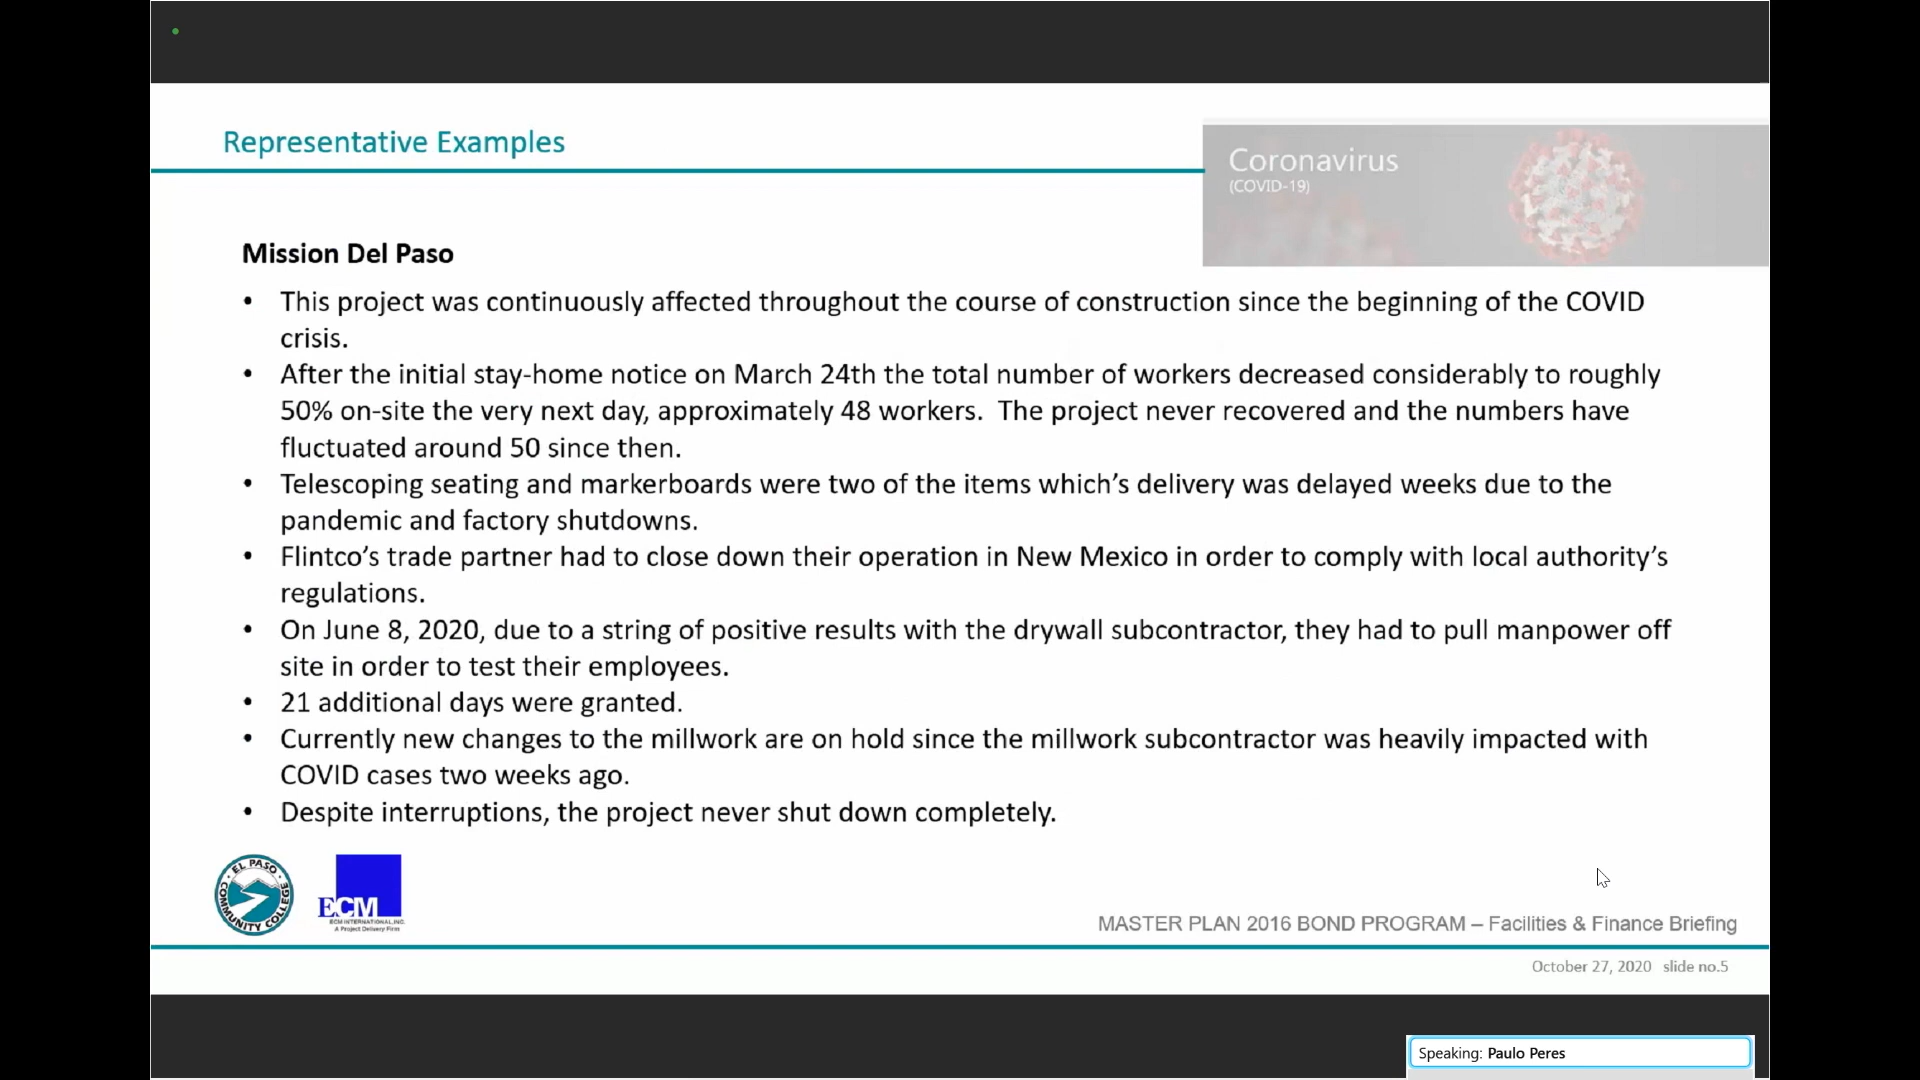 Representative Examples
Coronavirus
(COVID-19)
Mission Del Paso
• This project was continuously affected throughout the course of construction since the beginning of the COVID
crisis.
• After the initial stay-home notice on March 24th the total number of workers decreased considerably to roughly
50% on-site the very next day, approximately 48 workers.  The project never recovered and the numbers have
fluctuated around 50 since then.
• Telescoping seating and markerboards were two of the items which’s delivery was delayed weeks due to the
pandemic and factory shutdowns.
• Flintco’s trade partner had to close down their operation in New Mexico in order to comply with local authority’s
regulations.
• On June 8, 2020, due to a string of positive results with the drywall subcontractor, they had to pull manpower off
site in order to test their employees.
• 21 additional days were granted.
• Currently new changes to the millwork are on hold since the millwork subcontractor was heavily impacted with
COVID cases two weeks ago.
• Despite interruptions, the project never shut down completely.
EL PASO
COMMUNITY COLLEGE
ECM
ECM INTERNATIONAL, INC.
A Project Delivery Firm
MASTER PLAN 2016 BOND PROGRAM – Facilities & Finance Briefing
October 27, 2020 slide no.5
Speaking: Paulo Peres